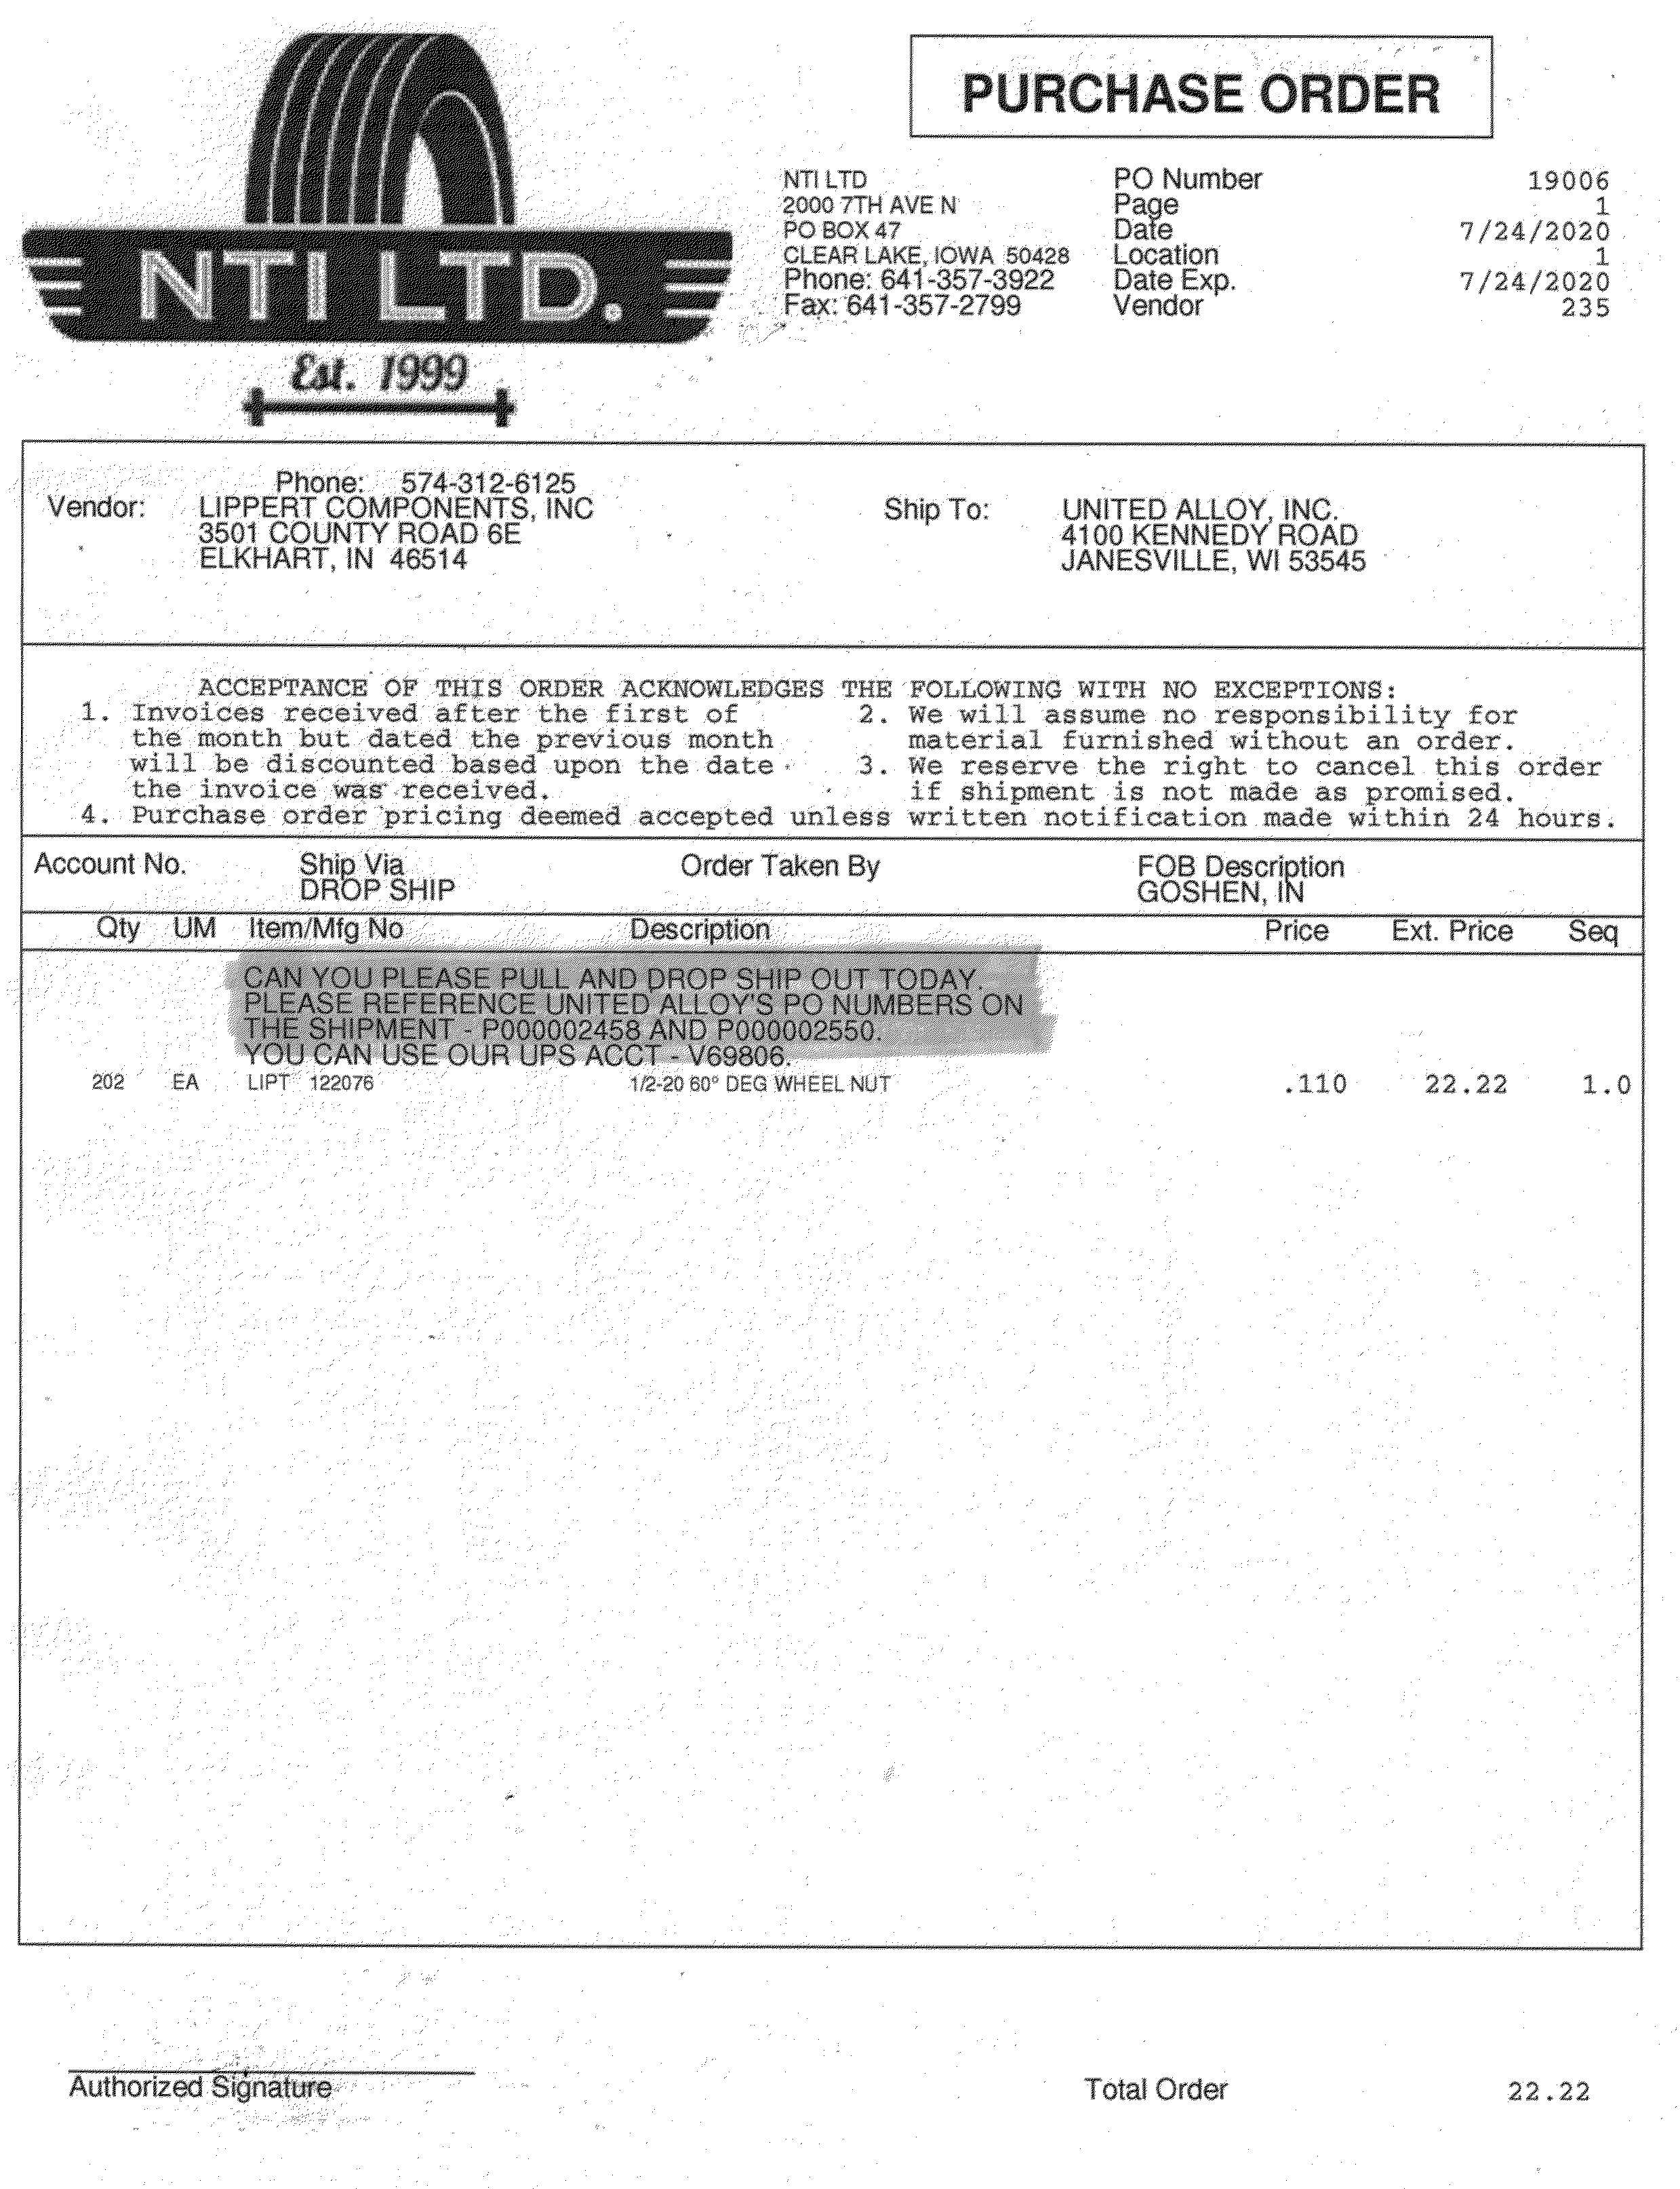 NTI LTD.
Est. 1999
PURCHASE ORDER
NTI LTD
2000 7TH AVE N
PO BOX 47
CLEAR LAKE, IOWA 50428
Phone: 641-357-3922
Fax: 641-357-2799
PO Number 19006
Page 1
Date 7/24/2020
Location 1
Date Exp. 7/24/2020
Vendor 235
Phone: 574-312-6125
Vendor: LIPPERT COMPONENTS, INC
3501 COUNTY ROAD 6E
ELKHART, IN 46514
Ship To: UNITED ALLOY, INC.
4100 KENNEDY ROAD
JANESVILLE, WI 53545
ACCEPTANCE OF THIS ORDER ACKNOWLEDGES THE FOLLOWING WITH NO EXCEPTIONS:
1. Invoices received after the first of
the month but dated the previous month
will be discounted based upon the date
the invoice was received.
2. We will assume no responsibility for
material furnished without an order.
3. We reserve the right to cancel this order
if shipment is not made as promised.
4. Purchase order pricing deemed accepted unless written notification made within 24 hours.
Account No. Ship Via Order Taken By FOB Description
DROP SHIP GOSHEN, IN
Qty UM Item/Mfg No Description Price Ext. Price Seq
CAN YOU PLEASE PULL AND DROP SHIP OUT TODAY.
PLEASE REFERENCE UNITED ALLOY'S PO NUMBERS ON
THE SHIPMENT - P000002458 AND P000002550.
YOU CAN USE OUR UPS ACCT - V69806.
202 EA LIPT 122076 1/2-20 60° DEG WHEEL NUT .110 22.22 1.0
Authorized Signature
Total Order 22.22